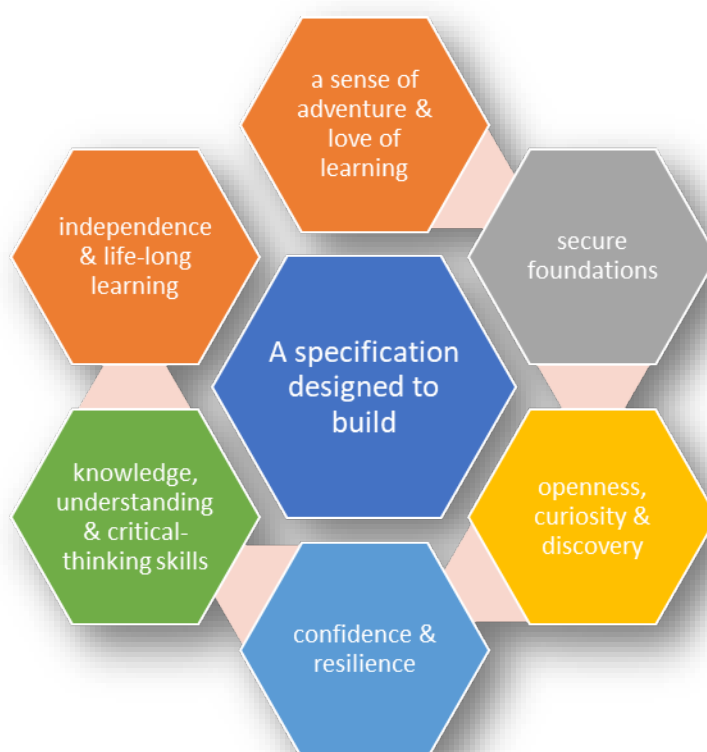 a sense of
adventure &
love of
learning
secure
foundations
openness,
curiosity &
discovery
confidence &
resilience
knowledge,
understanding
& critical-
thinking skills
independence
& life-long
learning
A specification
designed to
build